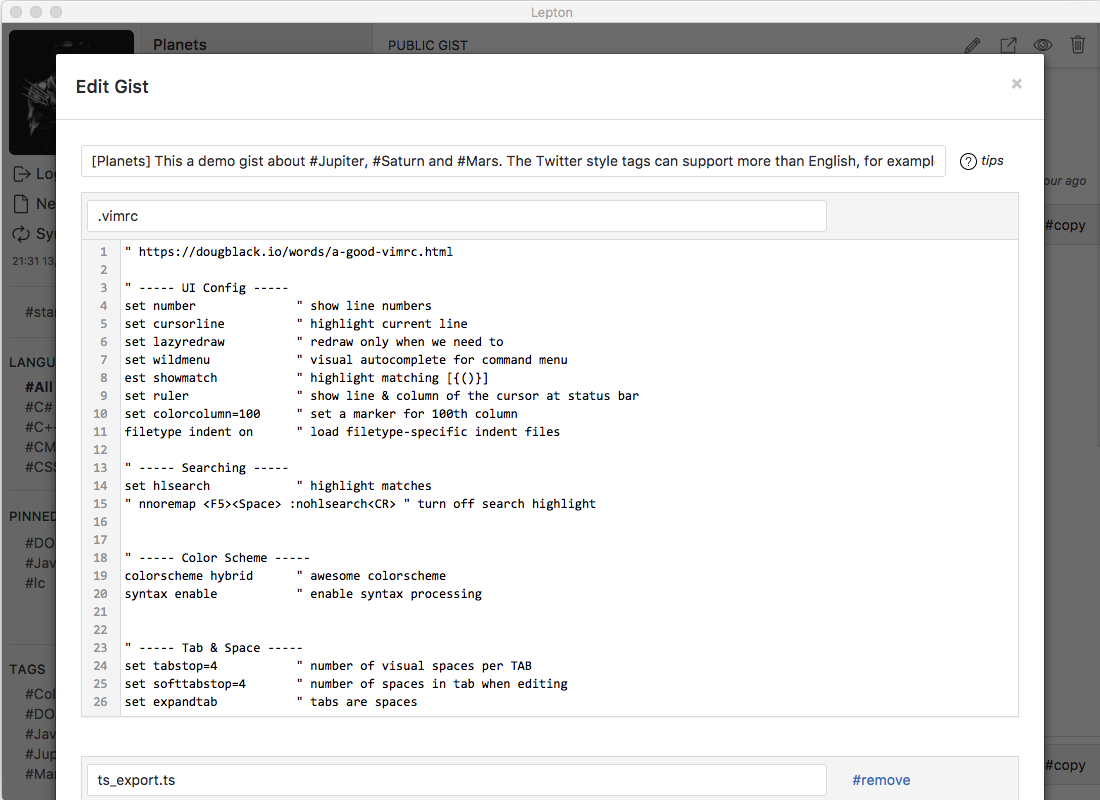 Lepton
Planets
PUBLIC GIST
Edit Gist
×
[Planets] This a demo gist about #Jupiter, #Saturn and #Mars. The Twitter style tags can support more than English, for exampl
? tips
our ago
#copy
.vimrc
1 " https://dougblack.io/words/a-good-vimrc.html
2
3 " ----- UI Config -----
4 set number " show line numbers
5 set cursorline " highlight current line
6 set lazyredraw " redraw only when we need to
7 set wildmenu " visual autocomplete for command menu
8 est showmatch " highlight matching [{()}]
9 set ruler " show line & column of the cursor at status bar
10 set colorcolumn=100 " set a marker for 100th column
11 filetype indent on " load filetype-specific indent files
12
13 " ----- Searching -----
14 set hlsearch " highlight matches
15 " nnoremap <F5><Space> :nohlsearch<CR> " turn off search highlight
16
17
18 " ----- Color Scheme -----
19 colorscheme hybrid " awesome colorscheme
20 syntax enable " enable syntax processing
21
22
23 " ----- Tab & Space -----
24 set tabstop=4 " number of visual spaces per TAB
25 set softtabstop=4 " number of spaces in tab when editing
26 set expandtab " tabs are spaces
ts_export.ts
#remove
#copy
Lo
Ne
Sy
21:31 13,
#sta
LANGU
#All
#C#
#C+
#CM
#CSS
PINNED
#DO
#Jav
#lc
TAGS
#Col
#DO
#Jav
#Jup
#Mar